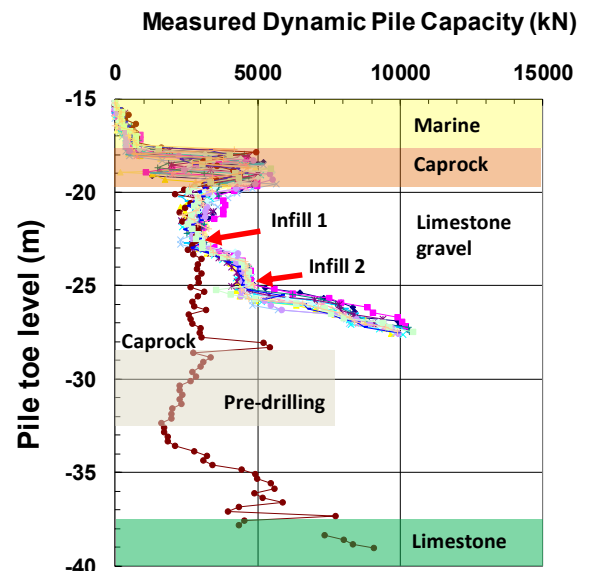 Measured Dynamic Pile Capacity (kN)
0 5000 10000 15000
-15
Marine
Caprock
-20
Infill 1
Limestone
gravel
Infill 2
-25
Caprock
-30
Pre-drilling
-35
Limestone
-40
Pile toe level (m)